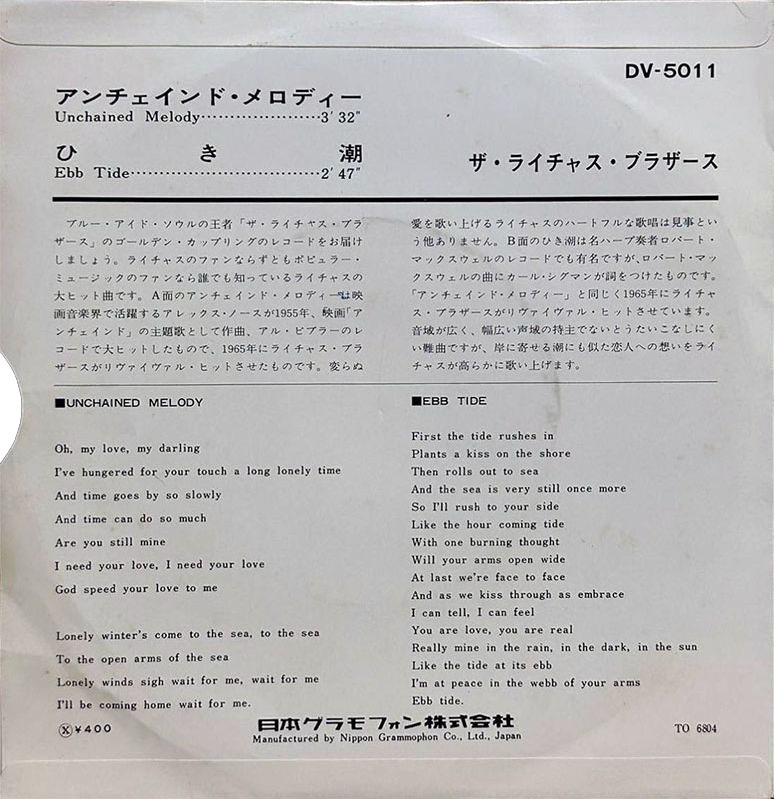 DV-5011
アンチェインド・メロディー
Unchained Melody·····················3′ 32″
ひき潮
Ebb Tide································2′ 47″
ザ・ライチャス・ブラザース
ブルー・アイド・ソウルの王者「ザ・ライチャス・ブラ
ザース」のゴールデン・カップリングのレコードをお届け
しましょう。ライチャスのファンならずともポピュラー・
ミュージックのファンなら誰でも知っているライチャスの
大ヒット曲です。A面のアンチェインド・メロディーは映
画音楽界で活躍するアレックス・ノースが1955年、映画「ア
ンチェインド」の主題歌として作曲、アル・ビブラーのレ
コードで大ヒットしたもので、1965年にライチャス・ブラ
ザースがリヴァイヴァル・ヒットさせたものです。変らぬ
愛を歌い上げるライチャスのハートフルな歌唱は見事とい
う他ありません。B面のひき潮は名ハープ奏者ロバート・
マックスウェルのレコードでも有名ですが、ロバート・マッ
クスウェルの曲にカール・シグマンが詞をつけたものです。
「アンチェインド・メロディー」と同じく1965年にライチャ
ス・ブラザースがリヴァイヴァル・ヒットさせています。
音域が広く、幅広い声域の持主でないとうたいこなしにく
い難曲ですが、岸に寄せる潮にも似た恋人への想いをライ
チャスが高らかに歌い上げます。
■UNCHAINED MELODY
Oh, my love, my darling
I've hungered for your touch a long lonely time
And time goes by so slowly
And time can do so much
Are you still mine
I need your love, I need your love
God speed your love to me
Lonely winter's come to the sea, to the sea
To the open arms of the sea
Lonely winds sigh wait for me, wait for me
I'll be coming home wait for me.
■EBB TIDE
First the tide rushes in
Plants a kiss on the shore
Then rolls out to sea
And the sea is very still once more
So I'll rush to your side
Like the hour coming tide
With one burning thought
Will your arms open wide
At last we're face to face
And as we kiss through as embrace
I can tell, I can feel
You are love, you are real
Really mine in the rain, in the dark, in the sun
Like the tide at its ebb
I'm at peace in the webb of your arms
Ebb tide.
Ⓧ¥400
日本グラモフォン株式会社
Manufactured by Nippon Grammophon Co., Ltd., Japan
TO 6804